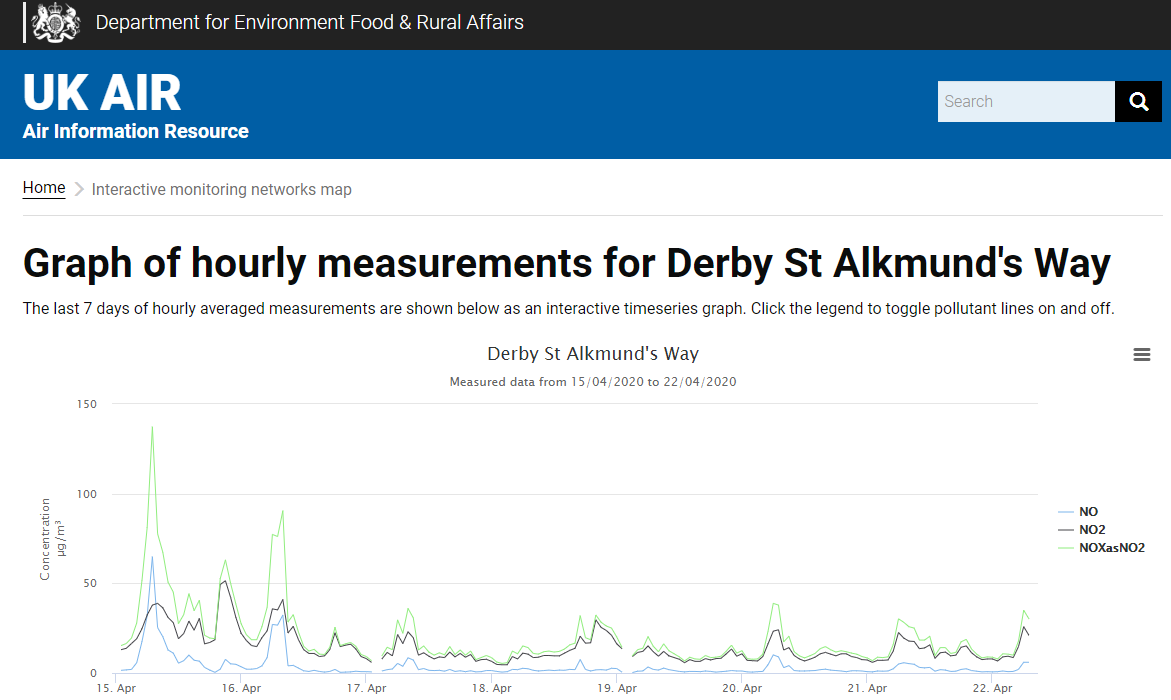 Department for Environment Food & Rural Affairs
UK AIR
Air Information Resource
Search
Home
Interactive monitoring networks map
Graph of hourly measurements for Derby St Alkmund's Way
The last 7 days of hourly averaged measurements are shown below as an interactive timeseries graph. Click the legend to toggle pollutant lines on and off.
Derby St Alkmund's Way
Measured data from 15/04/2020 to 22/04/2020
150
100
50
0
Concentration
µg/m³
15. Apr
16. Apr
17. Apr
18. Apr
19. Apr
20. Apr
21. Apr
22. Apr
NO
NO2
NOXasNO2